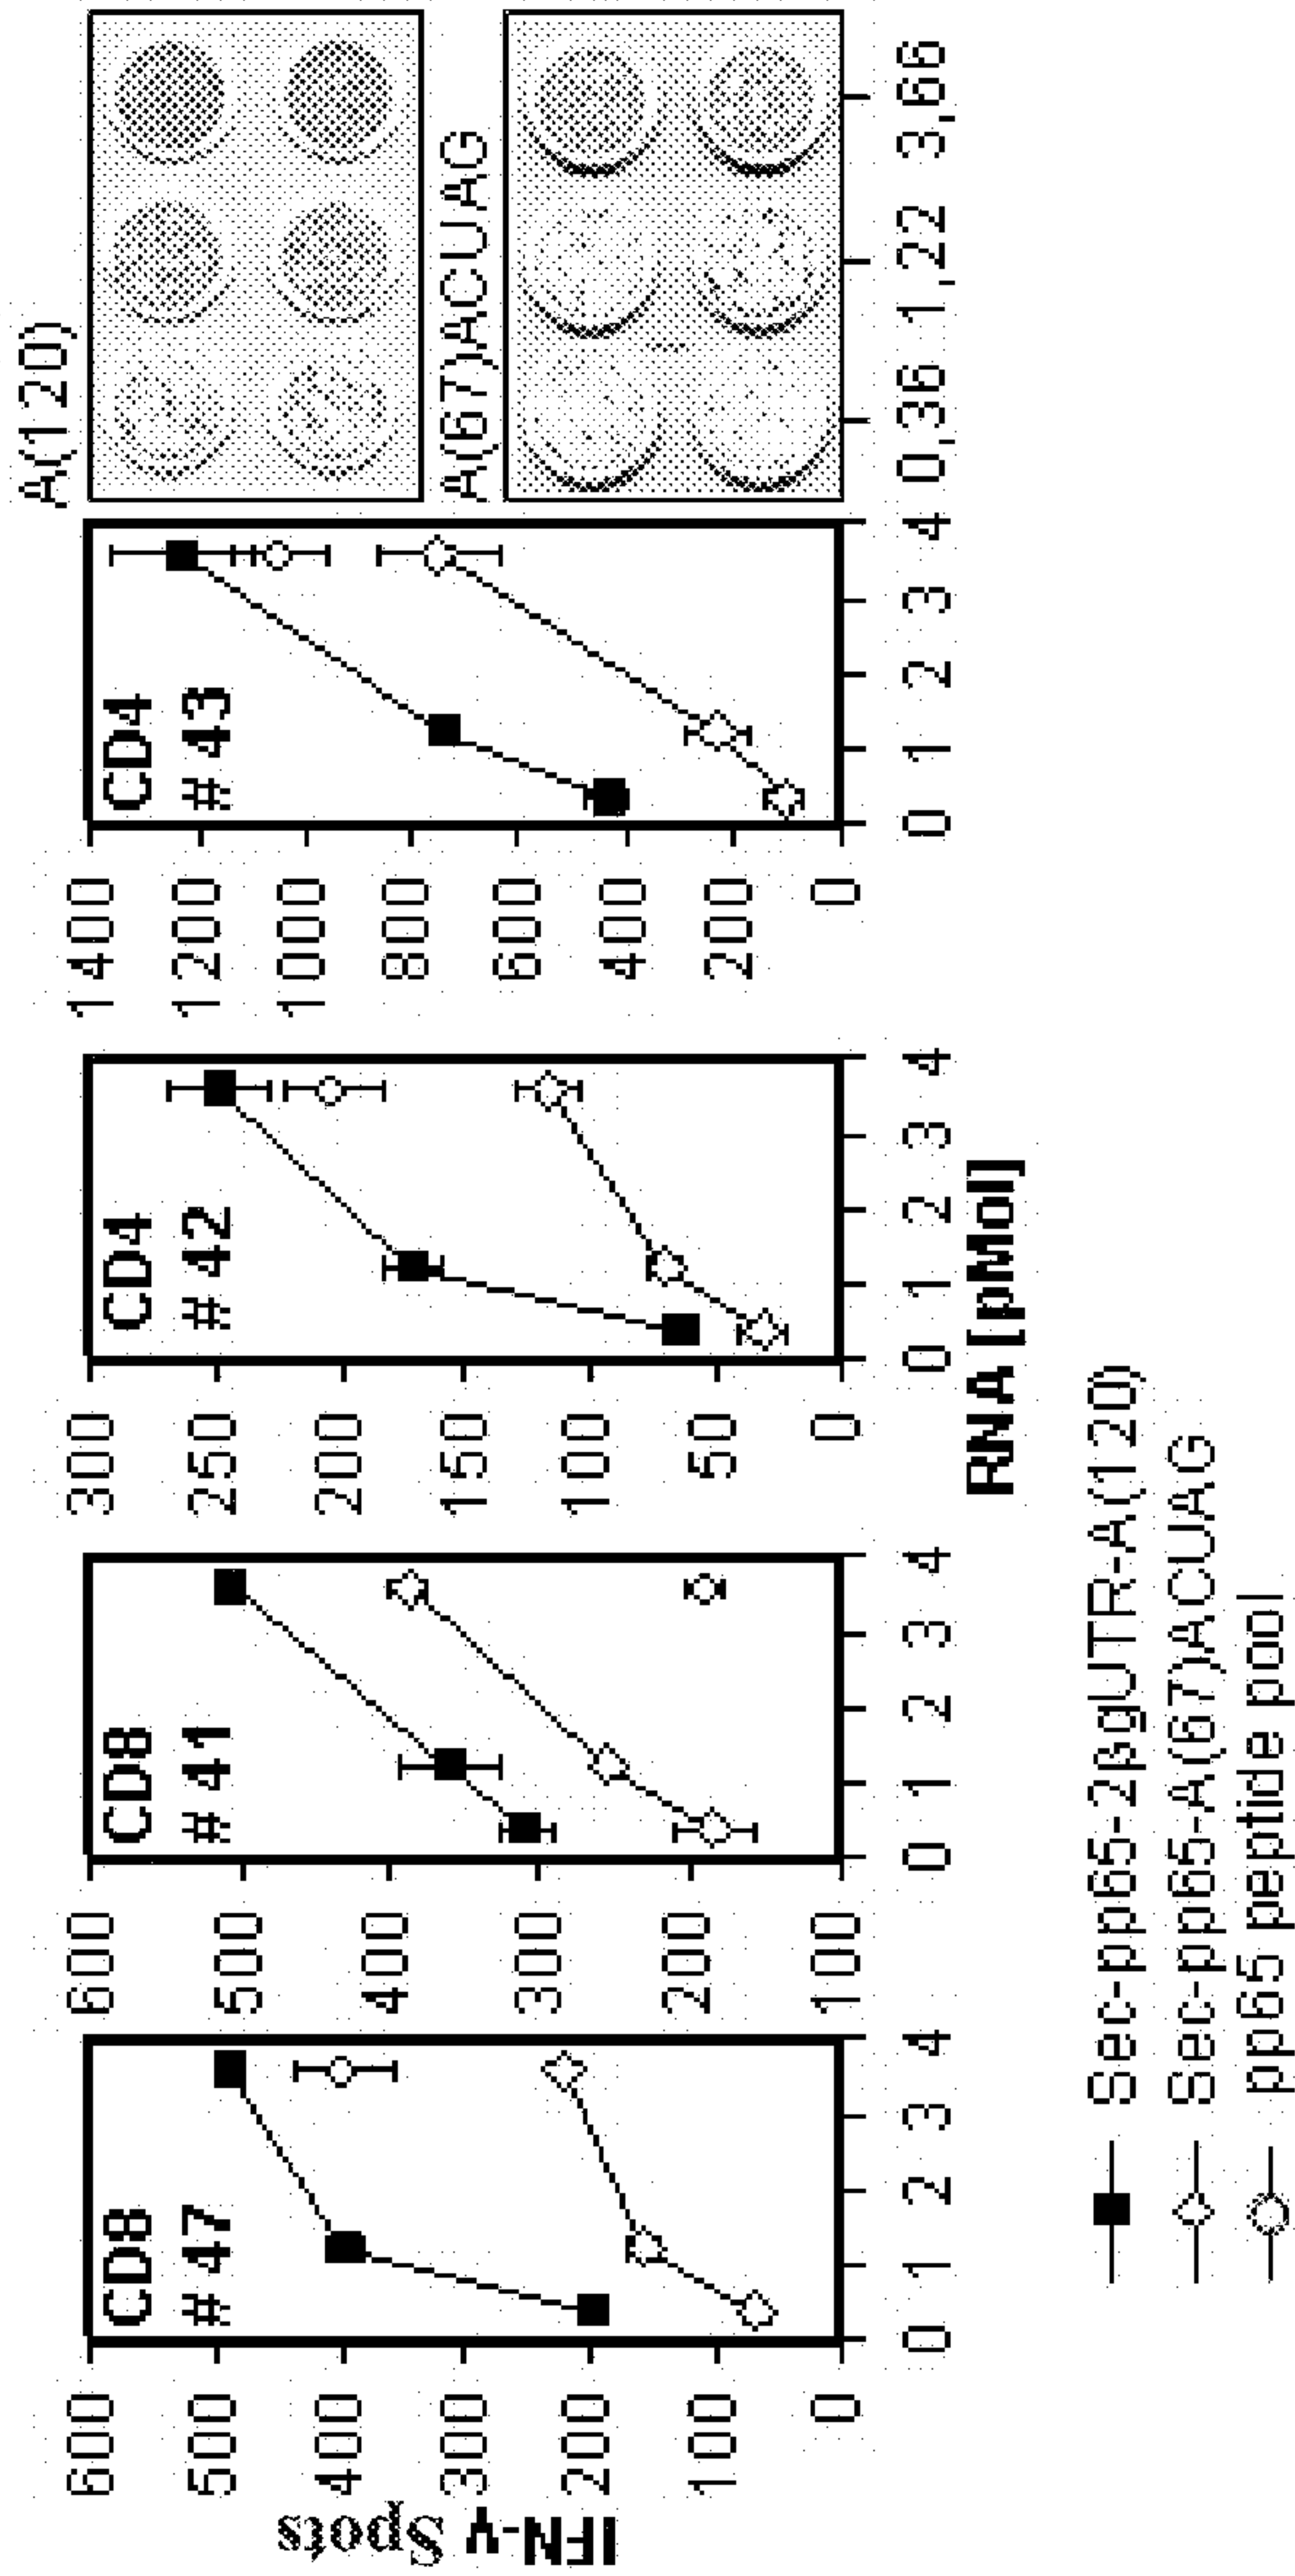 IFN-γ Spots
CD8
# 47
600
500
400
300
200
100
0
0 1 2 3 4
CD8
# 41
600
500
400
300
200
100
0 1 2 3 4
CD4
# 42
300
250
200
150
100
50
0
0 1 2 3 4
CD4
# 43
1400
1200
1000
800
600
400
200
0
0 1 2 3 4
A(120)
A(67)ACUAG
0,36 1,22 3,66
RNA [pMol]
Sec-pp65-2βgUTR-A(120)
Sec-pp65-A(67)ACUAG
pp65 peptide pool